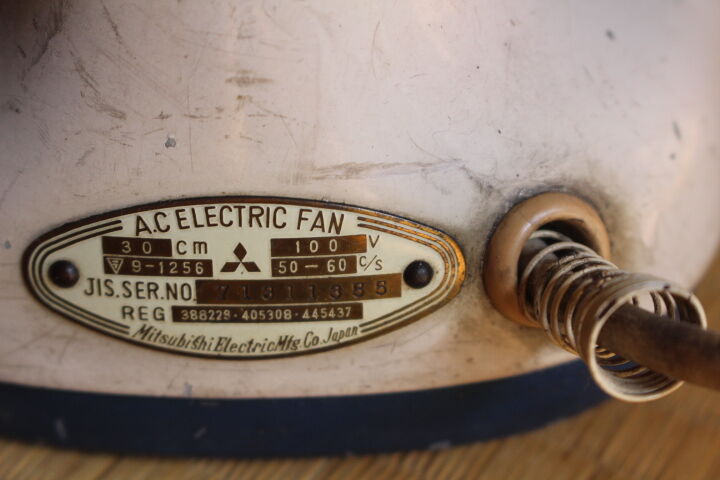 A.C ELECTRIC FAN
30 cm 100 V
▽ 9-1256 50-60 C/S
JIS.SER.NO.
REG 388229·405308·445437
Mitsubishi Electric Mfg. Co. Japan